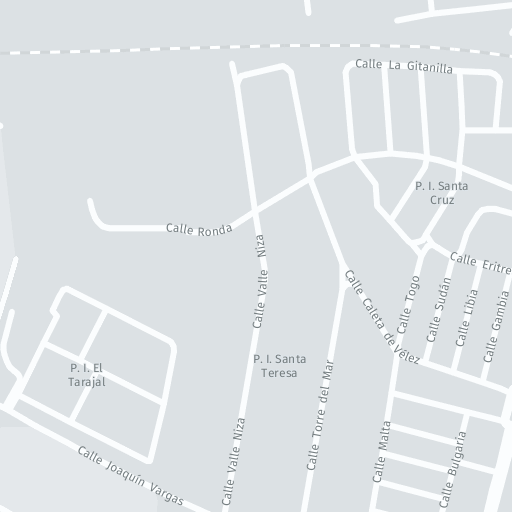 Calle La Gitanilla
P. I. Santa
Cruz
Calle Ronda
Calle Valle Niza
Calle Eritre
Calle Togo
Calle Sudán
Calle Libia
Calle Gambia
Calle Caleta de Vélez
P. I. Santa
Teresa
P. I. El
Tarajal
Calle Torre del Mar
Calle Valle Niza
Calle Malta
Calle Bulgaria
Calle Joaquín Vargas